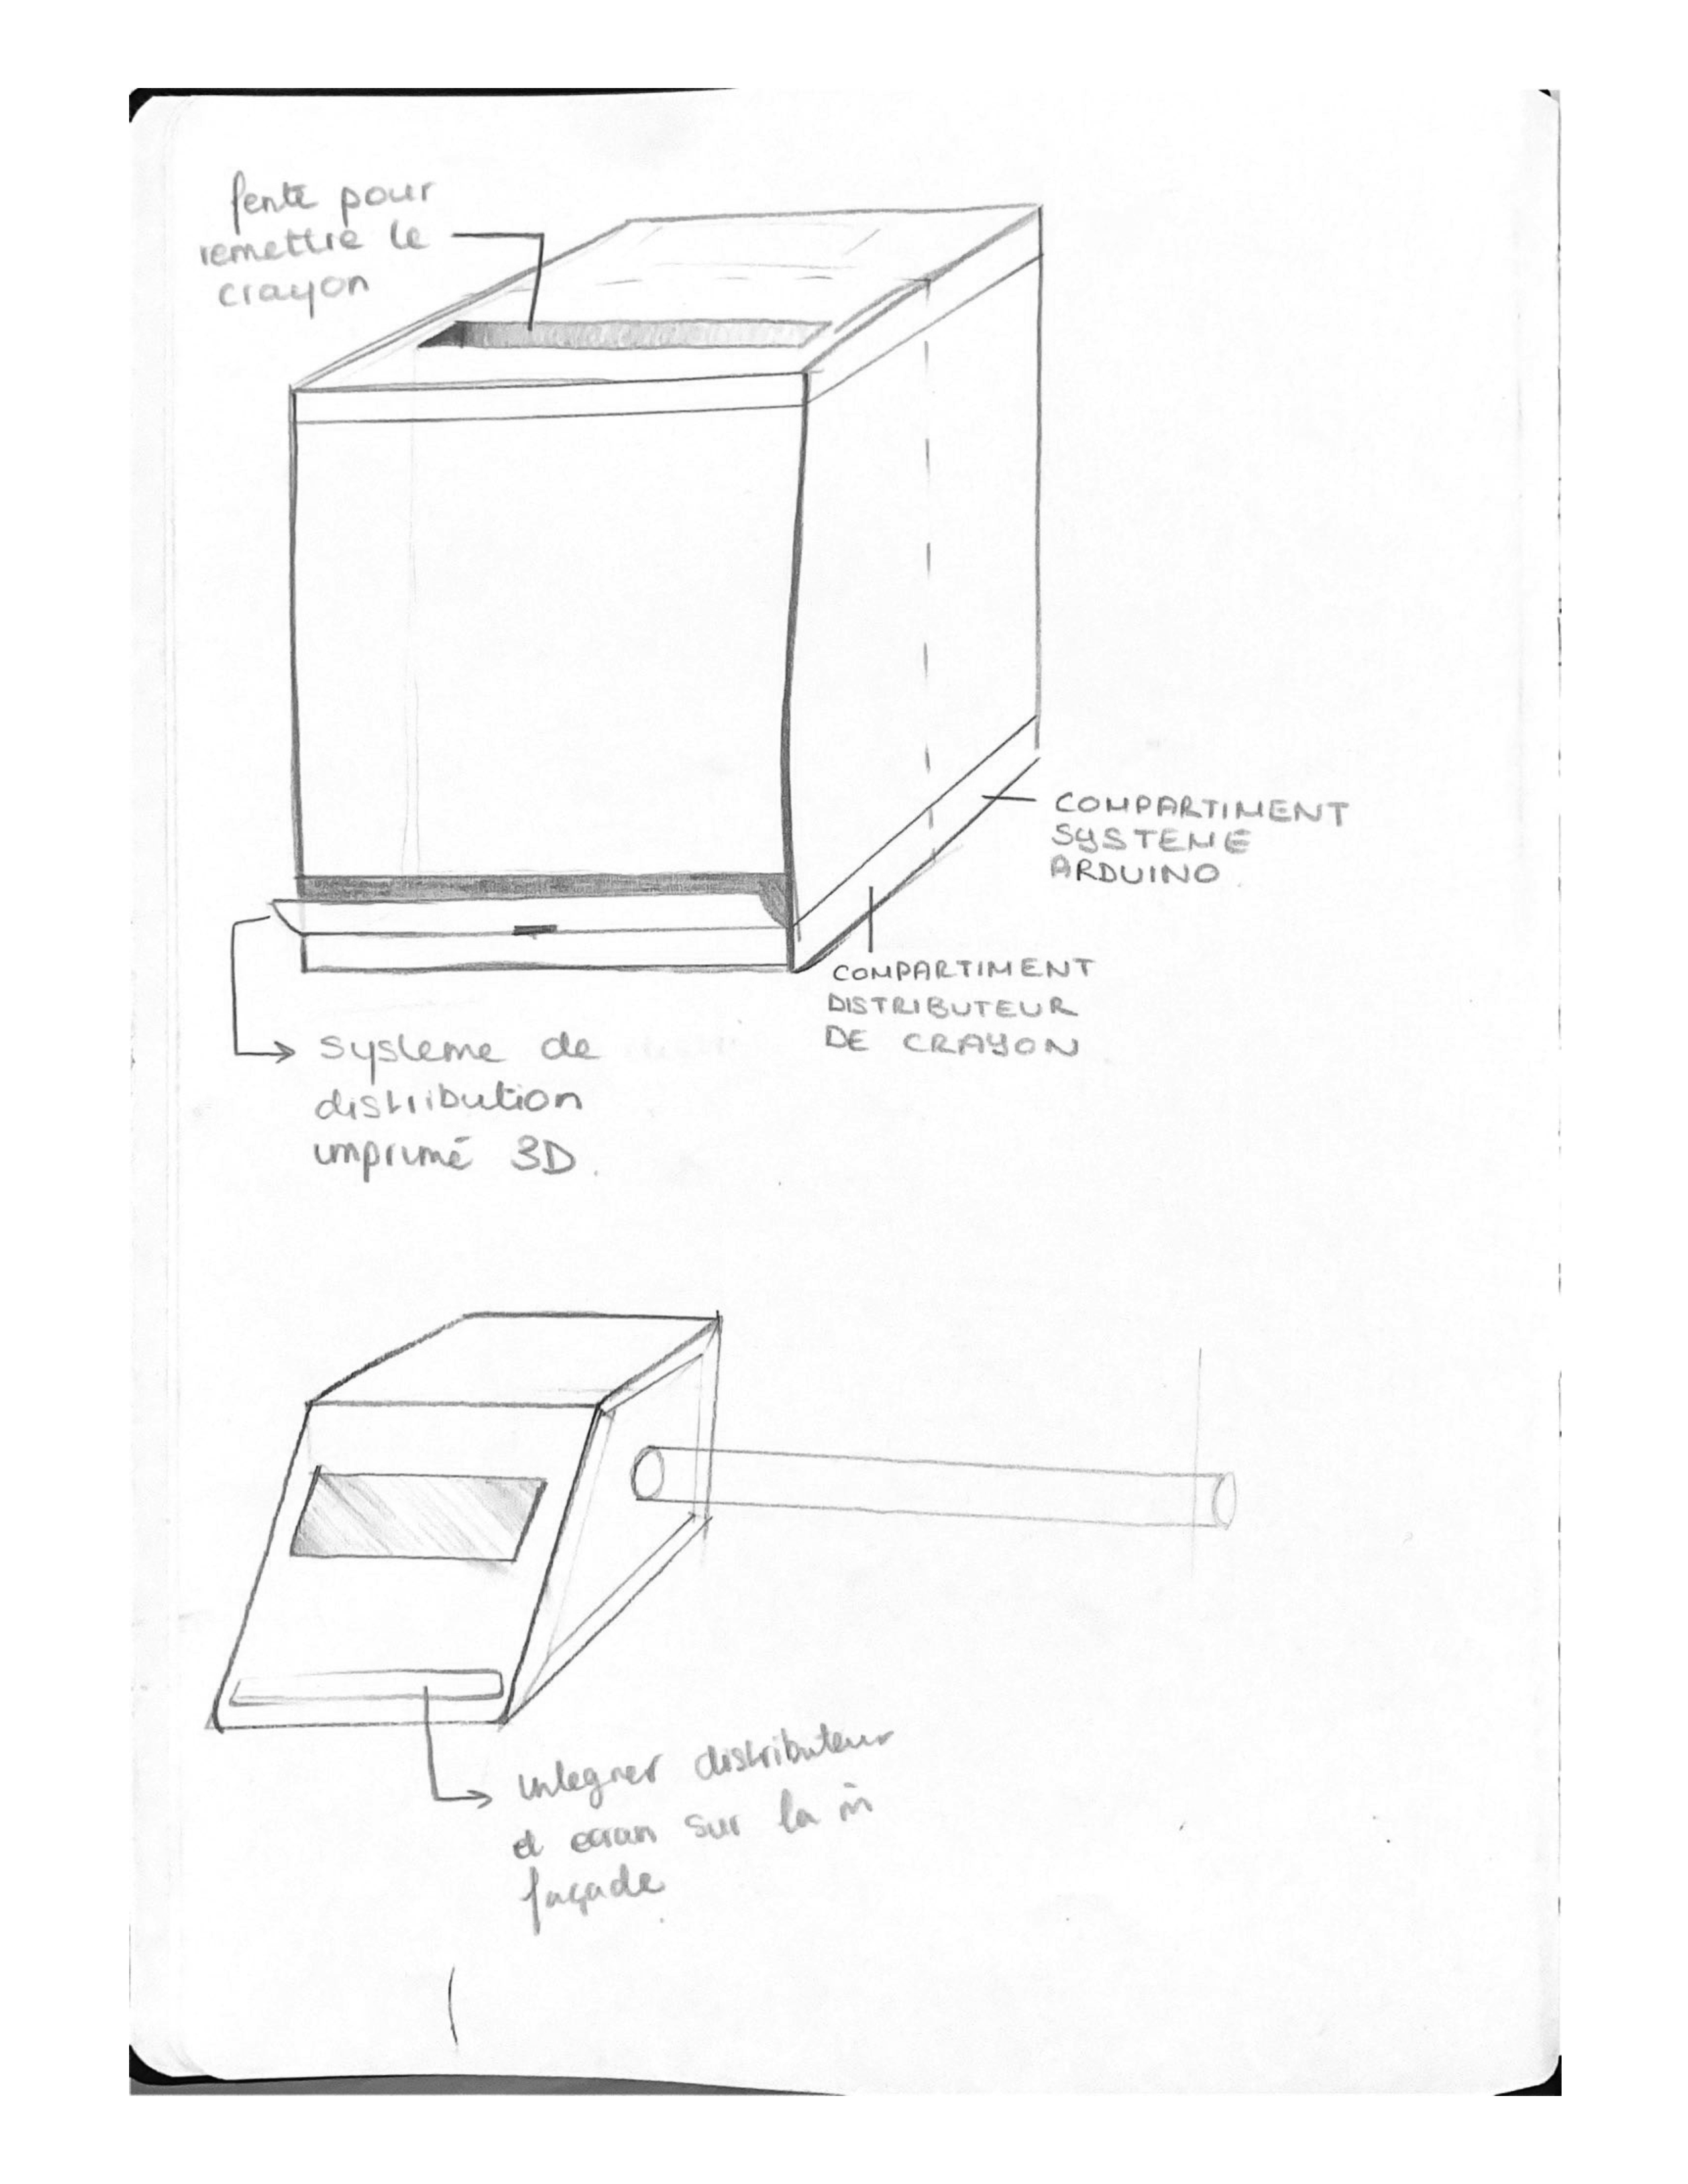 fente pour
remettre le
crayon
COMPARTIMENT
SYSTEME
ARDUINO
COMPARTIMENT
DISTRIBUTEUR
DE CRAYON
systeme de
distribution
imprimé 3D.
integrer distributeur
et ecran sur la m̂
façade